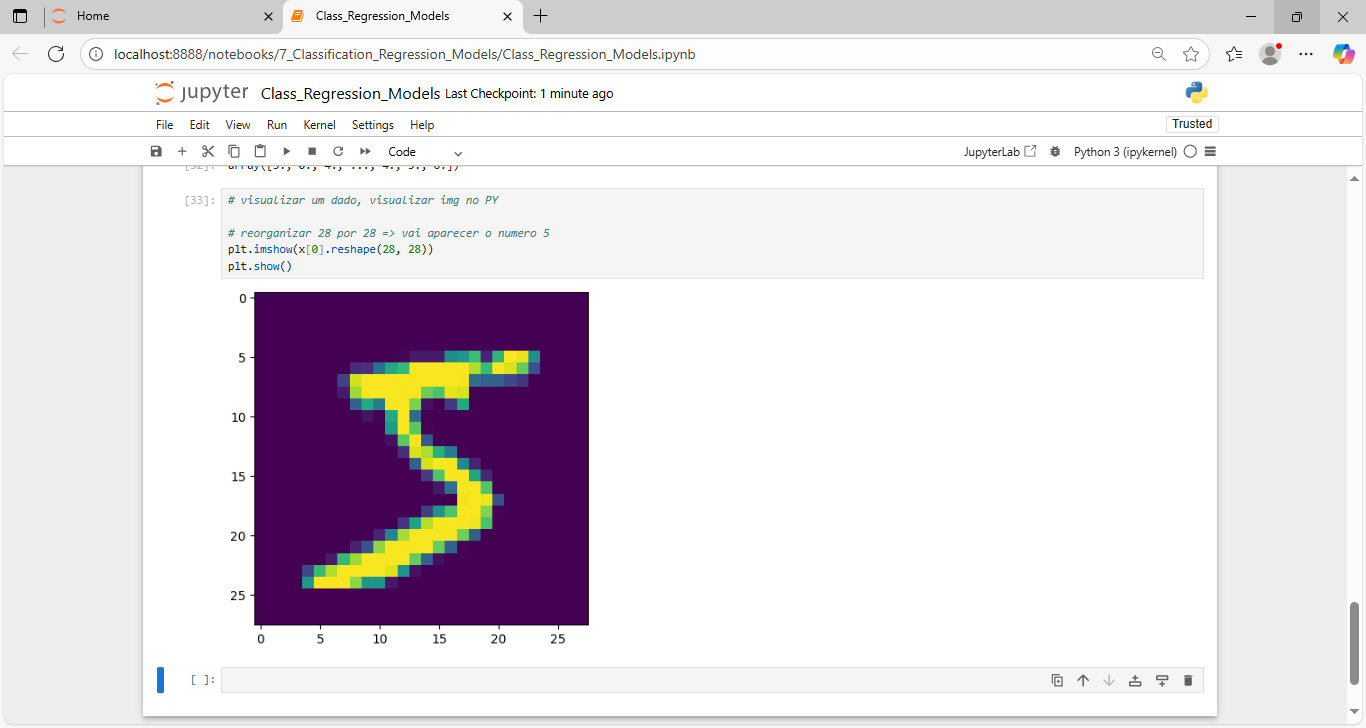 Home
Class_Regression_Models
localhost:8888/notebooks/7_Classification_Regression_Models/Class_Regression_Models.ipynb
jupyter Class_Regression_Models Last Checkpoint: 1 minute ago
File Edit View Run Kernel Settings Help
Trusted
Code
JupyterLab
Python 3 (ipykernel)
[33]: # visualizar um dado, visualizar img no PY
# reorganizar 28 por 28 => vai aparecer o numero 5
plt.imshow(x[0].reshape(28, 28))
plt.show()
0
5
10
15
20
25
0 5 10 15 20 25
[ ]: